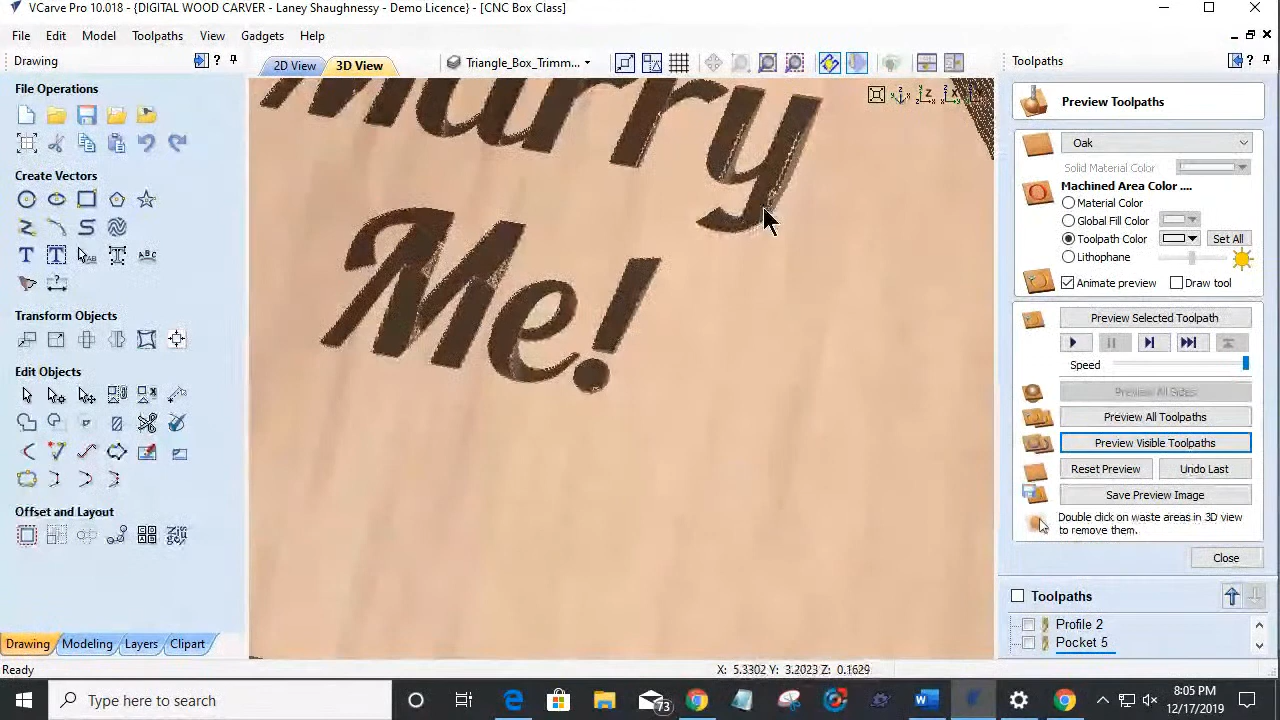 VCarve Pro 10.018 - {DIGITAL WOOD CARVER - Laney Shaughnessy - Demo Licence} - [CNC Box Class]
File Edit Model Toolpaths View Gadgets Help
Drawing
File Operations
Create Vectors
Transform Objects
Edit Objects
Offset and Layout
Drawing Modeling Layers Clipart
2D View 3D View Triangle_Box_Trimm...
Marry
Me!
Toolpaths
Preview Toolpaths
Oak
Solid Material Color
Machined Area Color ....
Material Color
Global Fill Color
Toolpath Color Set All
Lithophane
Animate preview Draw tool
Preview Selected Toolpath
Speed
Preview All Sides
Preview All Toolpaths
Preview Visible Toolpaths
Reset Preview Undo Last
Save Preview Image
Double click on waste areas in 3D view
to remove them.
Close
Toolpaths
Profile 2
Pocket 5
Ready X: 5.3302 Y: 3.2023 Z: 0.1629
Type here to search
73
8:05 PM
12/17/2019